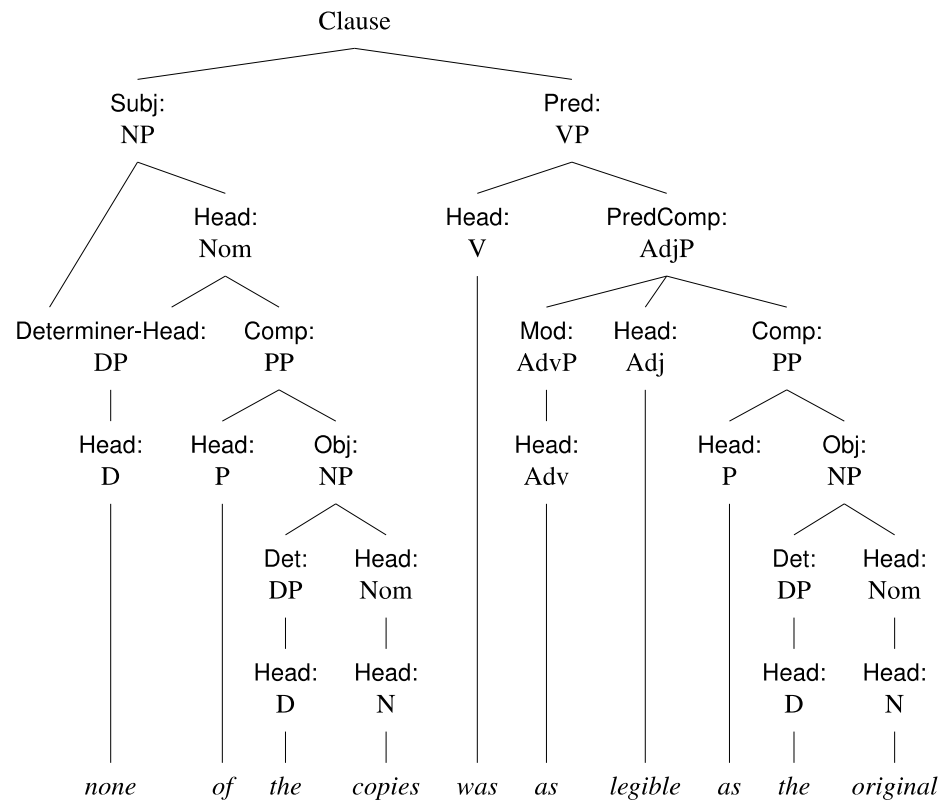 Clause
Subj: Pred:
NP VP
Head: Head: PredComp:
Nom V AdjP
Determiner-Head: Comp: Mod: Head: Comp:
DP PP AdvP Adj PP
Head: Head: Obj: Head: Head: Obj:
D P NP Adv P NP
Det: Head: Det: Head:
DP Nom DP Nom
Head: Head: Head: Head:
D N D N
none of the copies was as legible as the original